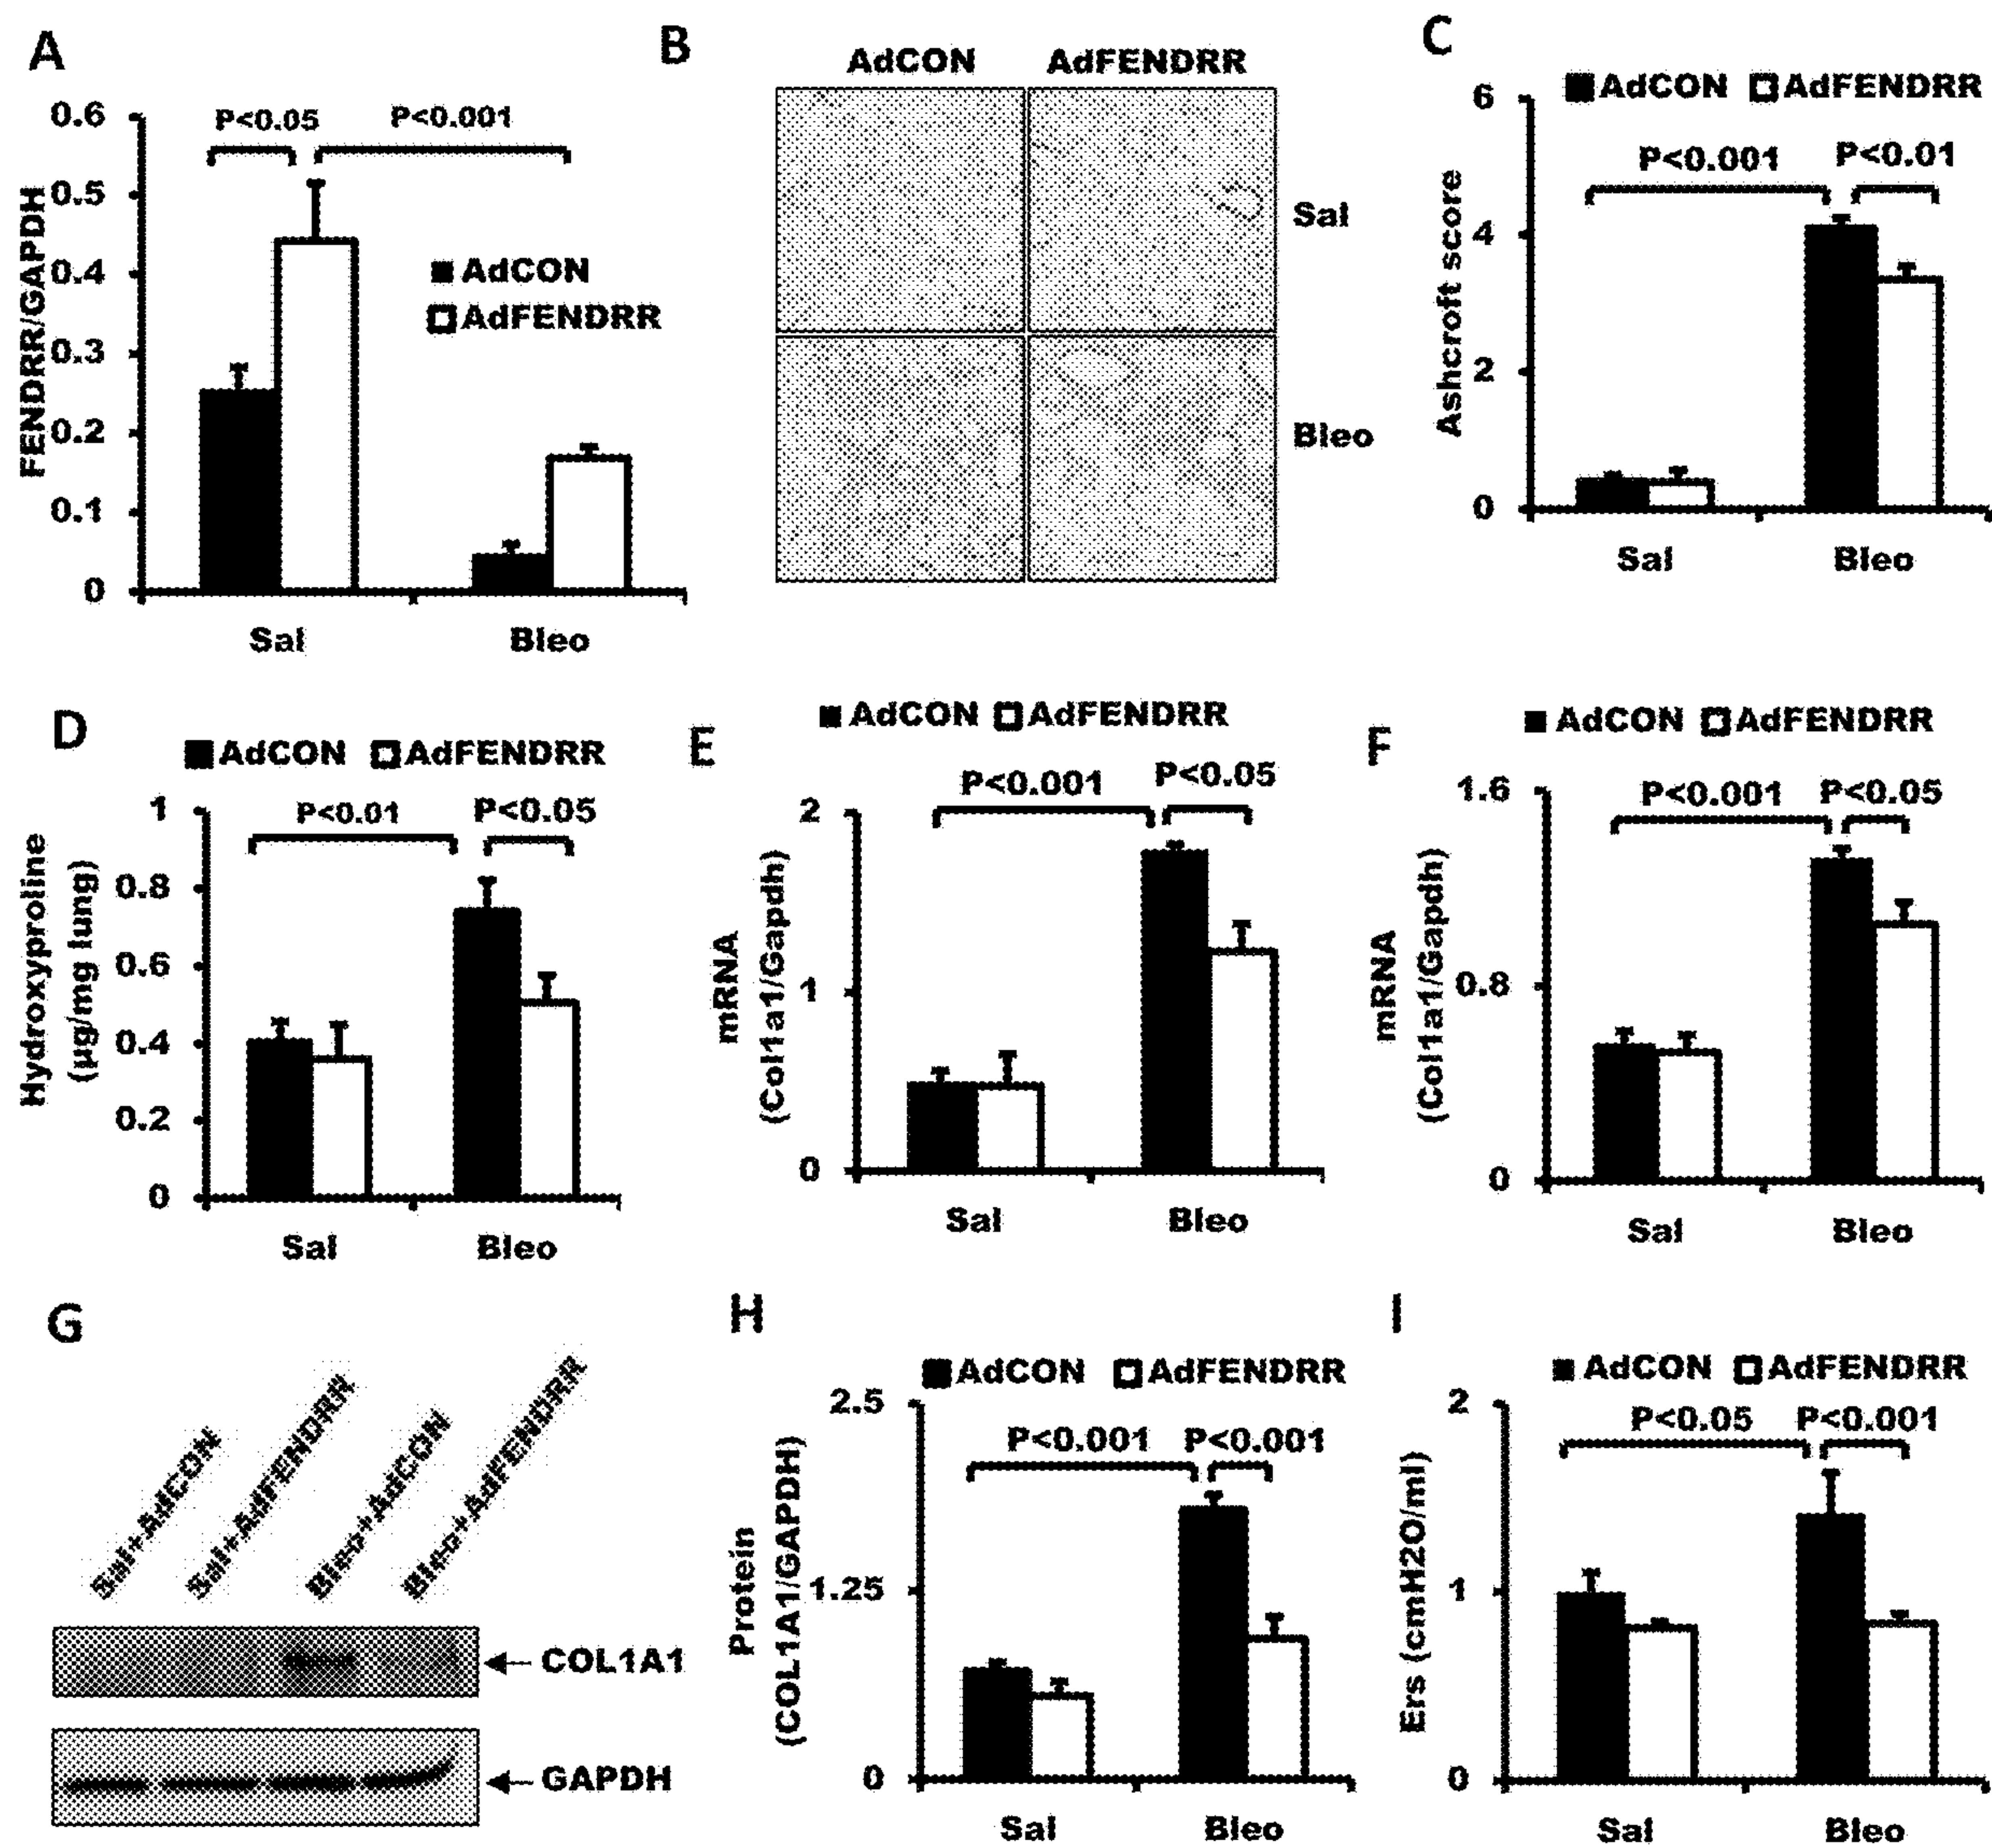 A
0.6
0.5
0.4
0.3
0.2
0.1
0
FENDRR/GAPDH
P<0.05
P<0.001
AdCON
AdFENDRR
Sal
Bleo
B
AdCON
AdFENDRR
Sal
Bleo
C
AdCON
AdFENDRR
6
4
2
0
Ashcroft score
P<0.001
P<0.01
Sal
Bleo
D
AdCON
AdFENDRR
1
0.8
0.6
0.4
0.2
0
Hydroxyproline
(µg/mg lung)
P<0.01
P<0.05
Sal
Bleo
E
AdCON
AdFENDRR
2
1
0
mRNA
(Col1a1/Gapdh)
P<0.001
P<0.05
Sal
Bleo
F
AdCON
AdFENDRR
1.6
0.8
0
mRNA
(Col1a1/Gapdh)
P<0.001
P<0.05
Sal
Bleo
G
Sal+AdCON
Sal+AdFENDRR
Bleo+AdCON
Bleo+AdFENDRR
COL1A1
GAPDH
H
AdCON
AdFENDRR
2.5
1.25
0
Protein
(COL1A1/GAPDH)
P<0.001
P<0.001
Sal
Bleo
I
AdCON
AdFENDRR
2
1
0
Ers (cmH2O/ml)
P<0.05
P<0.001
Sal
Bleo